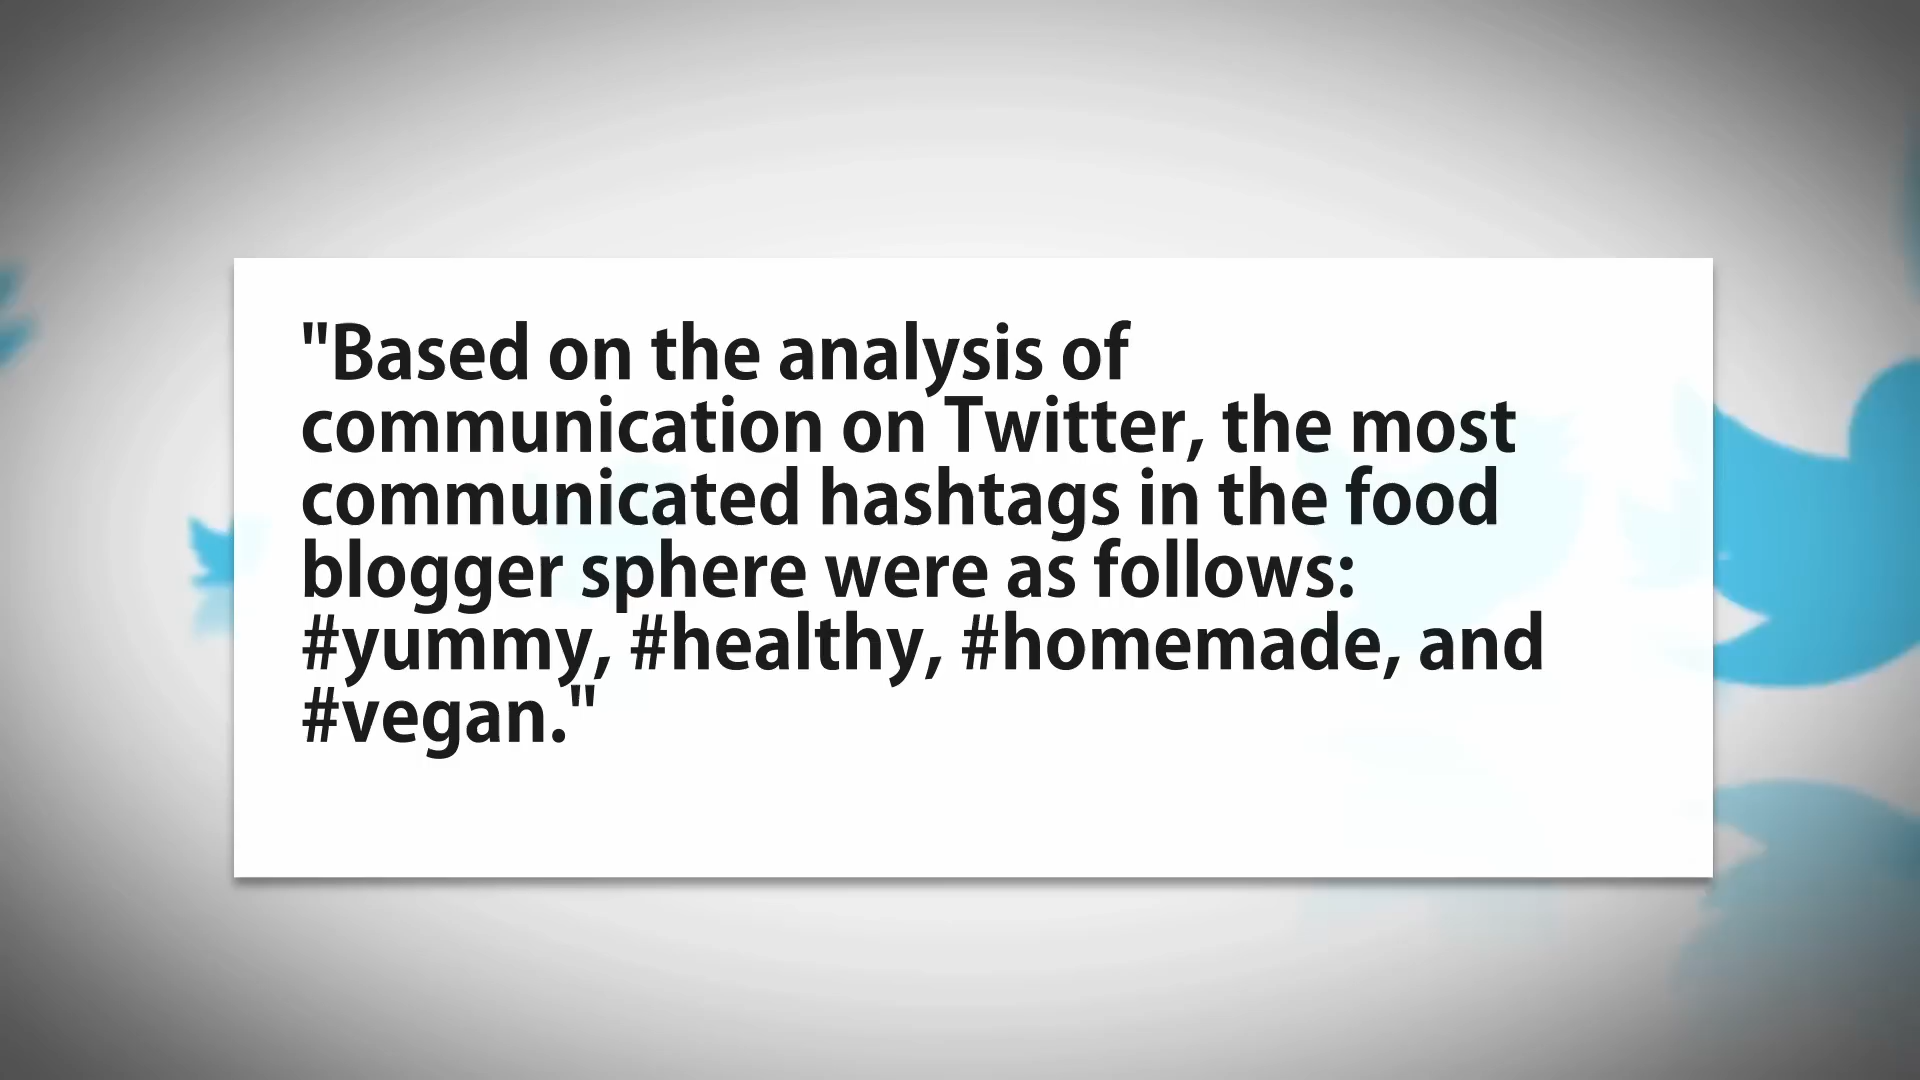 "Based on the analysis of
communication on Twitter, the most
communicated hashtags in the food
blogger sphere were as follows:
#yummy, #healthy, #homemade, and
#vegan."